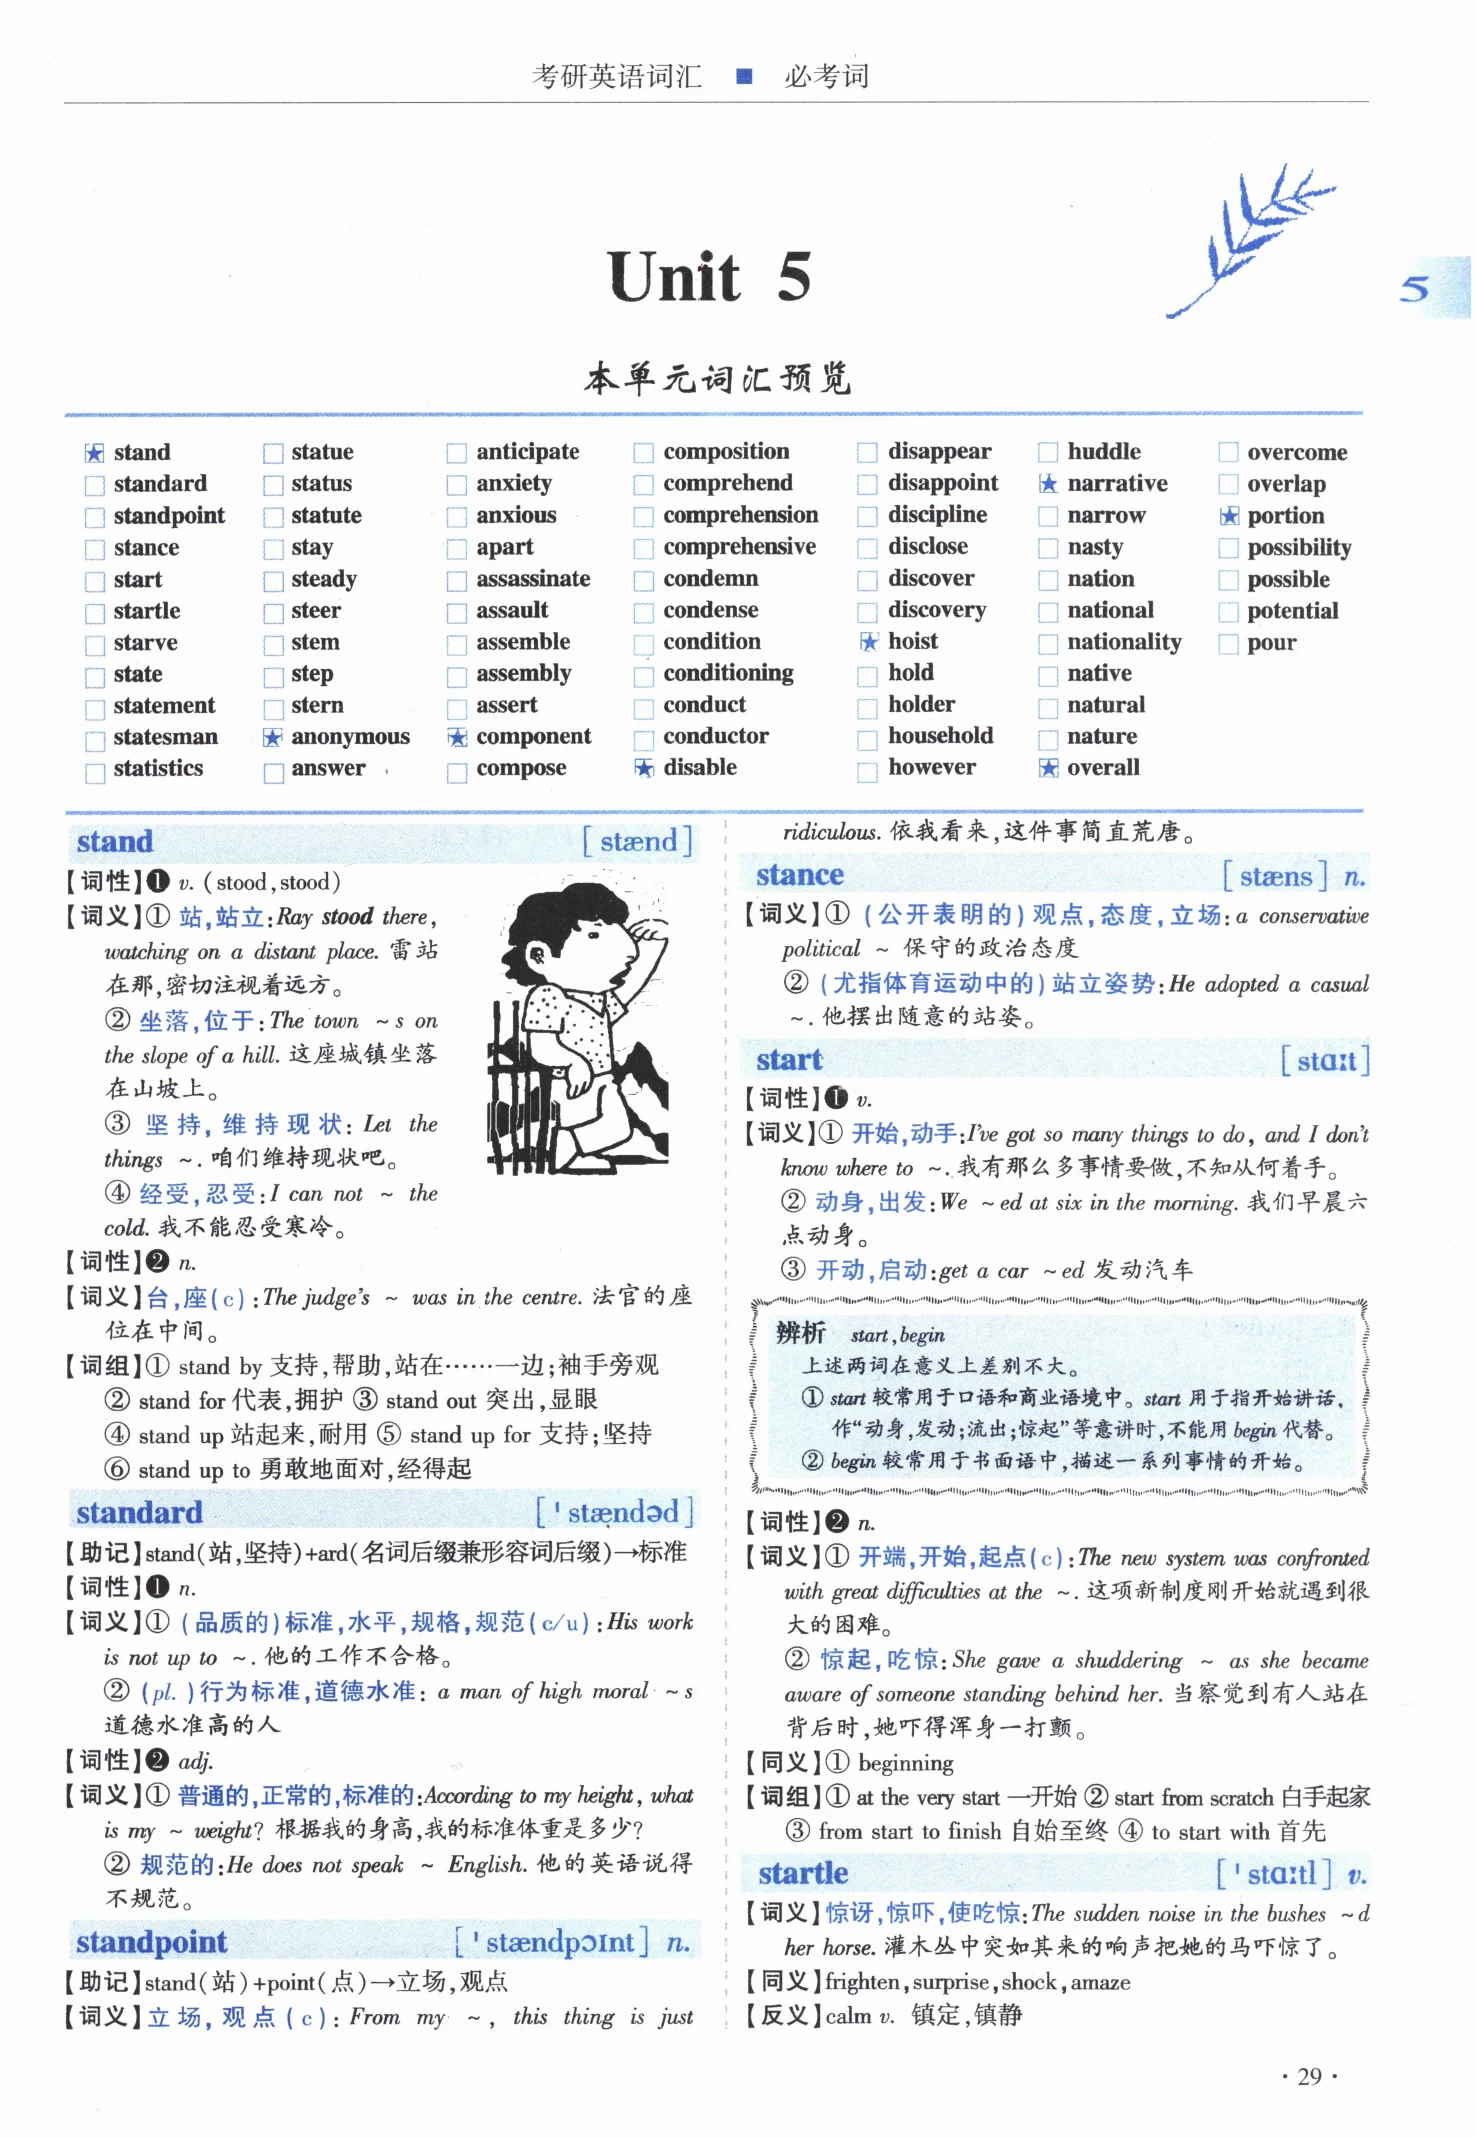 考研英语词汇 ■ 必考词
Unit 5
5
本单元词汇预览
★ stand
□ standard
□ standpoint
□ stance
□ start
□ startle
□ starve
□ state
□ statement
□ statesman
□ statistics
□ statue
□ status
□ statute
□ stay
□ steady
□ steer
□ stem
□ step
□ stern
★ anonymous
□ answer
□ anticipate
□ anxiety
□ anxious
□ apart
□ assassinate
□ assault
□ assemble
□ assembly
□ assert
★ component
□ compose
□ composition
□ comprehend
□ comprehension
□ comprehensive
□ condemn
□ condense
□ condition
□ conditioning
□ conduct
□ conductor
★ disable
□ disappear
□ disappoint
□ discipline
□ disclose
□ discover
□ discovery
★ hoist
□ hold
□ holder
□ household
□ however
□ huddle
★ narrative
□ narrow
□ nasty
□ nation
□ national
□ nationality
□ native
□ natural
□ nature
★ overall
□ overcome
□ overlap
★ portion
□ possibility
□ possible
□ potential
□ pour
stand [stænd]
【词性】❶ v. (stood,stood)
【词义】① 站,站立:Ray stood there,
watching on a distant place. 雷站
在那,密切注视着远方。
② 坐落,位于:The town ~s on
the slope of a hill. 这座城镇坐落
在山坡上。
③ 坚持,维持现状: Let the
things ~. 咱们维持现状吧。
④ 经受,忍受:I can not ~ the
cold. 我不能忍受寒冷。
【词性】❷ n.
【词义】台,座(c):The judge's ~ was in the centre. 法官的座
位在中间。
【词组】① stand by 支持,帮助,站在……一边;袖手旁观
② stand for 代表,拥护 ③ stand out 突出,显眼
④ stand up 站起来,耐用 ⑤ stand up for 支持;坚持
⑥ stand up to 勇敢地面对,经得起
standard [ˈstændəd]
【助记】stand(站,坚持)+ard(名词后缀兼形容词后缀)→标准
【词性】❶ n.
【词义】① (品质的)标准,水平,规格,规范(c/u):His work
is not up to ~. 他的工作不合格。
② (pl.)行为标准,道德水准: a man of high moral ~s
道德水准高的人
【词性】❷ adj.
【词义】① 普通的,正常的,标准的:According to my height, what
is my ~ weight? 根据我的身高,我的标准体重是多少?
② 规范的:He does not speak ~ English. 他的英语说得
不规范。
standpoint [ˈstændpɔɪnt] n.
【助记】stand(站)+point(点)→立场,观点
【词义】立场,观点(c): From my ~, this thing is just
ridiculous. 依我看来,这件事简直荒唐。
stance [stæns] n.
【词义】① (公开表明的)观点,态度,立场: a conservative
political ~ 保守的政治态度
② (尤指体育运动中的)站立姿势:He adopted a casual
~. 他摆出随意的站姿。
start [stɑːt]
【词性】❶ v.
【词义】① 开始,动手:I've got so many things to do, and I don't
know where to ~. 我有那么多事情要做,不知从何着手。
② 动身,出发:We ~ed at six in the morning. 我们早晨六
点动身。
③ 开动,启动:get a car ~ed 发动汽车
辨析 start,begin
上述两词在意义上差别不大。
① start 较常用于口语和商业语境中。start 用于指开始讲话,
作“动身,发动;流出;惊起”等意讲时,不能用 begin 代替。
② begin 较常用于书面语中,描述一系列事情的开始。
【词性】❷ n.
【词义】① 开端,开始,起点(c):The new system was confronted
with great difficulties at the ~. 这项新制度刚开始就遇到很
大的困难。
② 惊起,吃惊:She gave a shuddering ~ as she became
aware of someone standing behind her. 当察觉到有人站在
背后时,她吓得浑身一打颤。
【同义】① beginning
【词组】① at the very start 一开始 ② start from scratch 白手起家
③ from start to finish 自始至终 ④ to start with 首先
startle [ˈstɑːtl] v.
【词义】惊讶,惊吓,使吃惊:The sudden noise in the bushes ~d
her horse. 灌木丛中突如其来的响声把她的马吓惊了。
【同义】frighten,surprise,shock,amaze
【反义】calm v. 镇定,镇静
· 29 ·